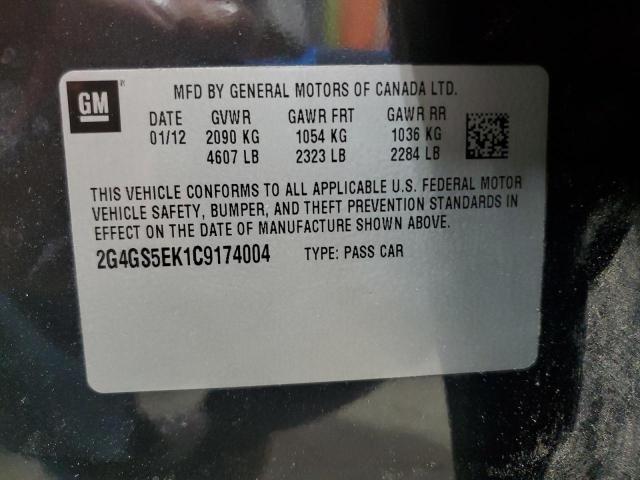 GM
MFD BY GENERAL MOTORS OF CANADA LTD.
DATE GVWR GAWR FRT GAWR RR
01/12 2090 KG 1054 KG 1036 KG
4607 LB 2323 LB 2284 LB
THIS VEHICLE CONFORMS TO ALL APPLICABLE U.S. FEDERAL MOTOR
VEHICLE SAFETY, BUMPER, AND THEFT PREVENTION STANDARDS IN
EFFECT ON THE DATE OF MANUFACTURE SHOWN ABOVE.
2G4GS5EK1C9174004 TYPE: PASS CAR